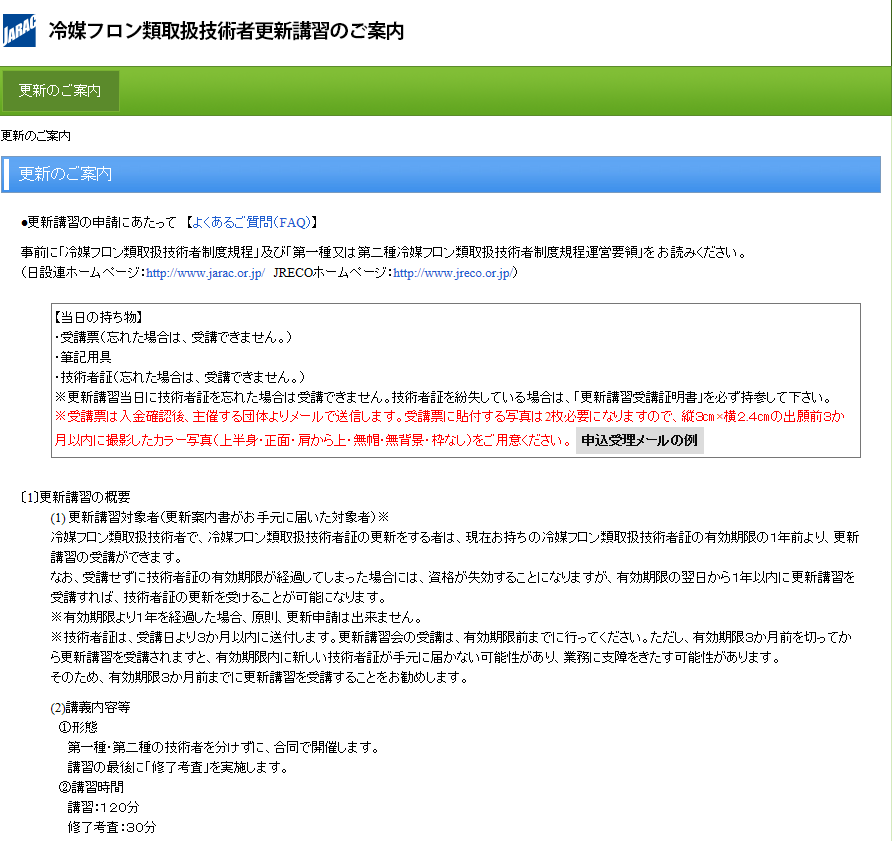 JARAC 冷媒フロン類取扱技術者更新講習のご案内
更新のご案内
更新のご案内
更新のご案内
●更新講習の申請にあたって 【よくあるご質問(FAQ)】
事前に「冷媒フロン類取扱技術者制度規程」及び「第一種又は第二種冷媒フロン類取扱技術者制度規程運営要領」をお読みください。
(日設連ホームページ:http://www.jarac.or.jp/ JRECOホームページ:http://www.jreco.or.jp/)
【当日の持ち物】
・受講票(忘れた場合は、受講できません。)
・筆記用具
・技術者証(忘れた場合は、受講できません。)
※更新講習当日に技術者証を忘れた場合は受講できません。技術者証を紛失している場合は、「更新講習受講証明書」を必ず持参して下さい。
※受講票は入金確認後、主催する団体よりメールで送信します。受講票に貼付する写真は2枚必要になりますので、縦3㎝×横2.4㎝の出願前3か
月以内に撮影したカラー写真(上半身・正面・肩から上・無帽・無背景・枠なし)をご用意ください。 申込受理メールの例
〔1〕更新講習の概要
(1) 更新講習対象者(更新案内書がお手元に届いた対象者)※
冷媒フロン類取扱技術者で、冷媒フロン類取扱技術者証の更新をする者は、現在お持ちの冷媒フロン類取扱技術者証の有効期限の1年前より、更新
講習の受講ができます。
なお、受講せずに技術者証の有効期限が経過してしまった場合には、資格が失効することになりますが、有効期限の翌日から1年以内に更新講習を
受講すれば、技術者証の更新を受けることが可能になります。
※有効期限より1年を経過した場合、原則、更新申請は出来ません。
※技術者証は、受講日より3か月以内に送付します。更新講習会の受講は、有効期限前までに行ってください。ただし、有効期限3か月前を切ってか
ら更新講習を受講されますと、有効期限内に新しい技術者証が手元に届かない可能性があり、業務に支障をきたす可能性があります。
そのため、有効期限3か月前までに更新講習を受講することをお勧めします。
(2)講義内容等
①形態
第一種・第二種の技術者を分けずに、合同で開催します。
講習の最後に「修了考査」を実施します。
②講習時間
講習:120分
修了考査:30分